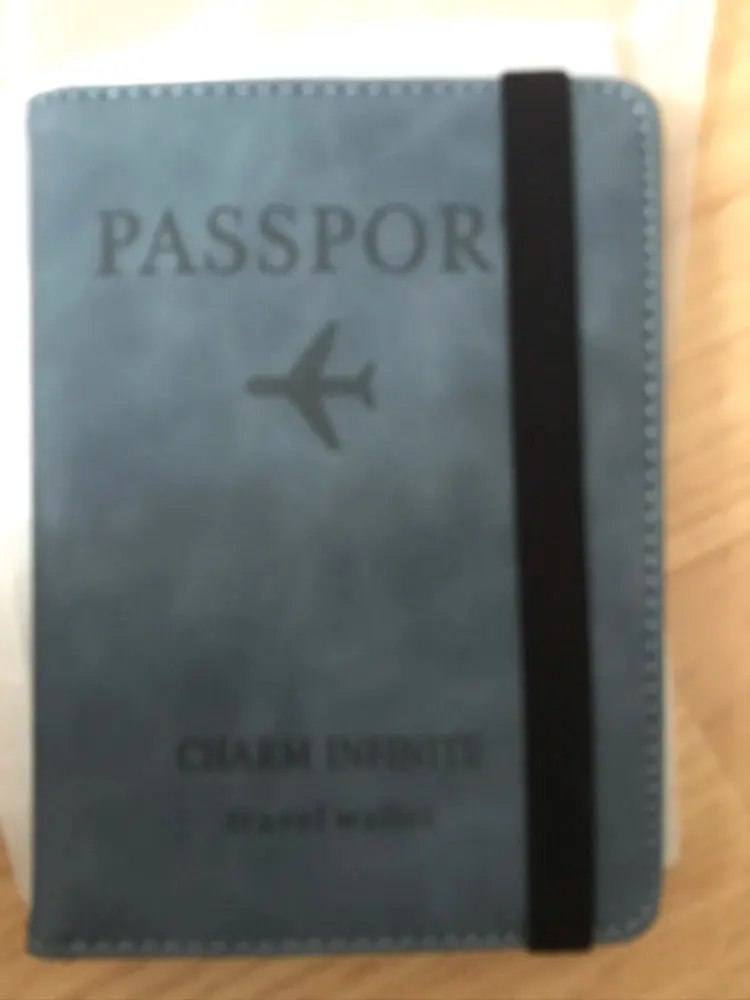 PASSPOR
CHARM INFINITE
travel wallet